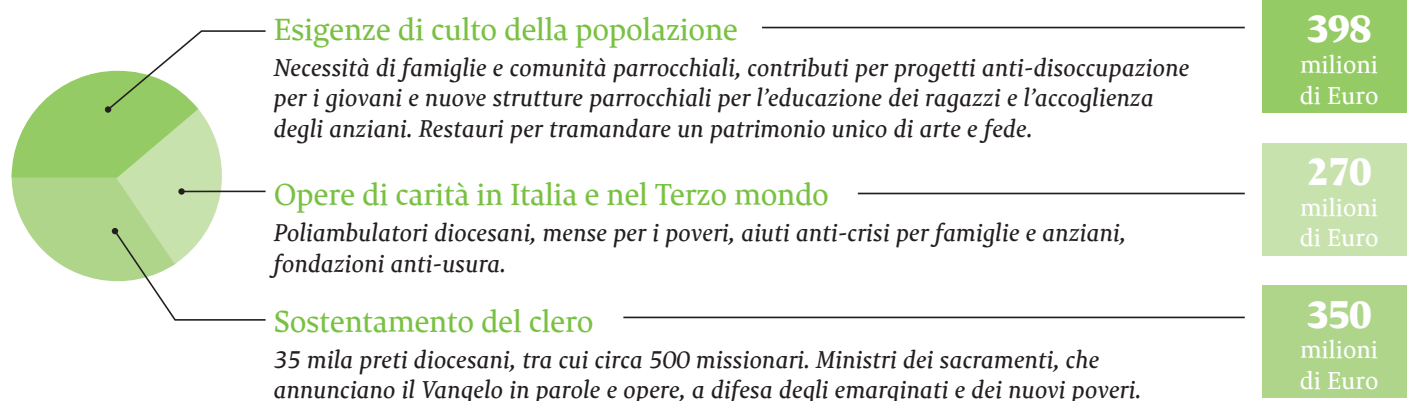 Esigenze di culto della popolazione
398
milioni
di Euro
Necessità di famiglie e comunità parrocchiali, contributi per progetti anti-disoccupazione
per i giovani e nuove strutture parrocchiali per l’educazione dei ragazzi e l’accoglienza
degli anziani. Restauri per tramandare un patrimonio unico di arte e fede.
Opere di carità in Italia e nel Terzo mondo
270
milioni
di Euro
Poliambulatori diocesani, mense per i poveri, aiuti anti-crisi per famiglie e anziani,
fondazioni anti-usura.
Sostentamento del clero
350
milioni
di Euro
35 mila preti diocesani, tra cui circa 500 missionari. Ministri dei sacramenti, che
annunciano il Vangelo in parole e opere, a difesa degli emarginati e dei nuovi poveri.